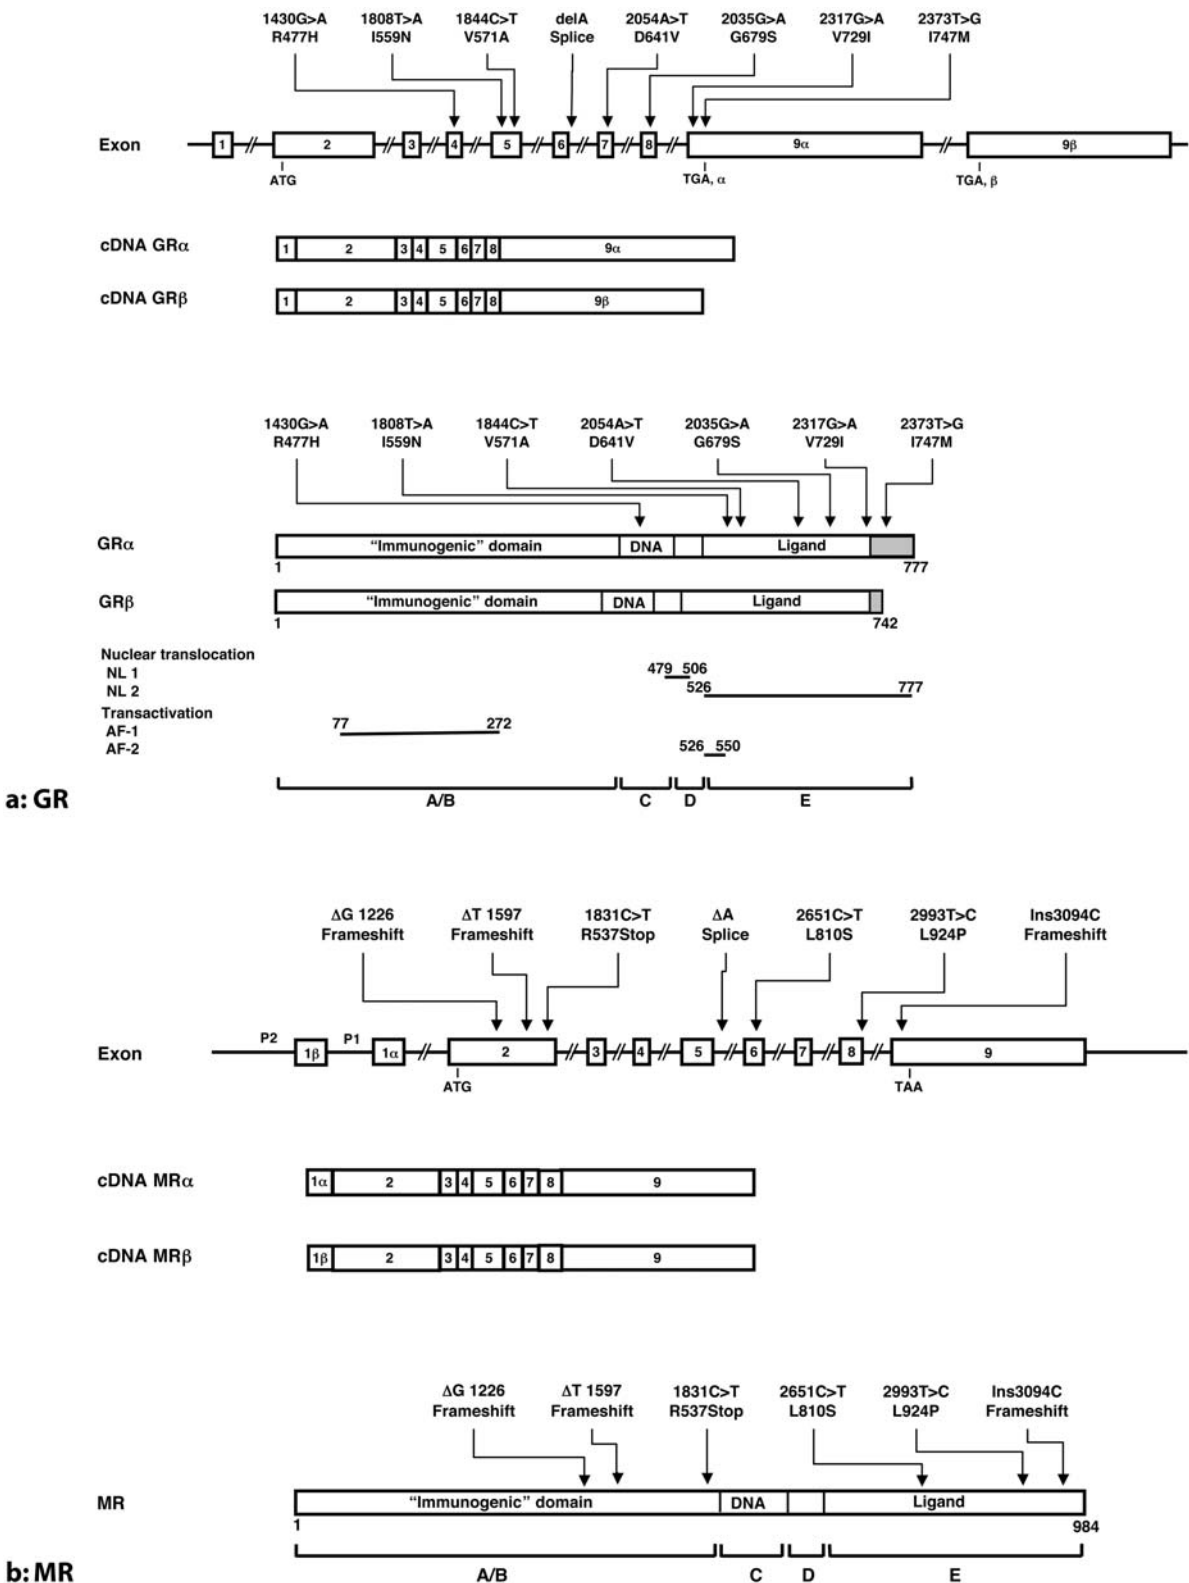 1430G>A 1808T>A 1844C>T delA 2054A>T 2035G>A 2317G>A 2373T>G
R477H I559N V571A Splice D641V G679S V729I I747M
Exon 1 2 3 4 5 6 7 8 9α 9β
ATG TGA, α TGA, β
cDNA GRα 1 2 3 4 5 6 7 8 9α
cDNA GRβ 1 2 3 4 5 6 7 8 9β
1430G>A 1808T>A 1844C>T 2054A>T 2035G>A 2317G>A 2373T>G
R477H I559N V571A D641V G679S V729I I747M
GRα "Immunogenic" domain DNA Ligand
1 777
GRβ "Immunogenic" domain DNA Ligand
1 742
Nuclear translocation
NL 1 479 506
NL 2 526 777
Transactivation
AF-1 77 272
AF-2 526 550
a: GR A/B C D E
ΔG 1226 ΔT 1597 1831C>T ΔA 2651C>T 2993T>C Ins3094C
Frameshift Frameshift R537Stop Splice L810S L924P Frameshift
P2 P1
Exon 1β 1α 2 3 4 5 6 7 8 9
ATG TAA
cDNA MRα 1α 2 3 4 5 6 7 8 9
cDNA MRβ 1β 2 3 4 5 6 7 8 9
ΔG 1226 ΔT 1597 1831C>T 2651C>T 2993T>C Ins3094C
Frameshift Frameshift R537Stop L810S L924P Frameshift
MR "Immunogenic" domain DNA Ligand
1 984
b: MR A/B C D E